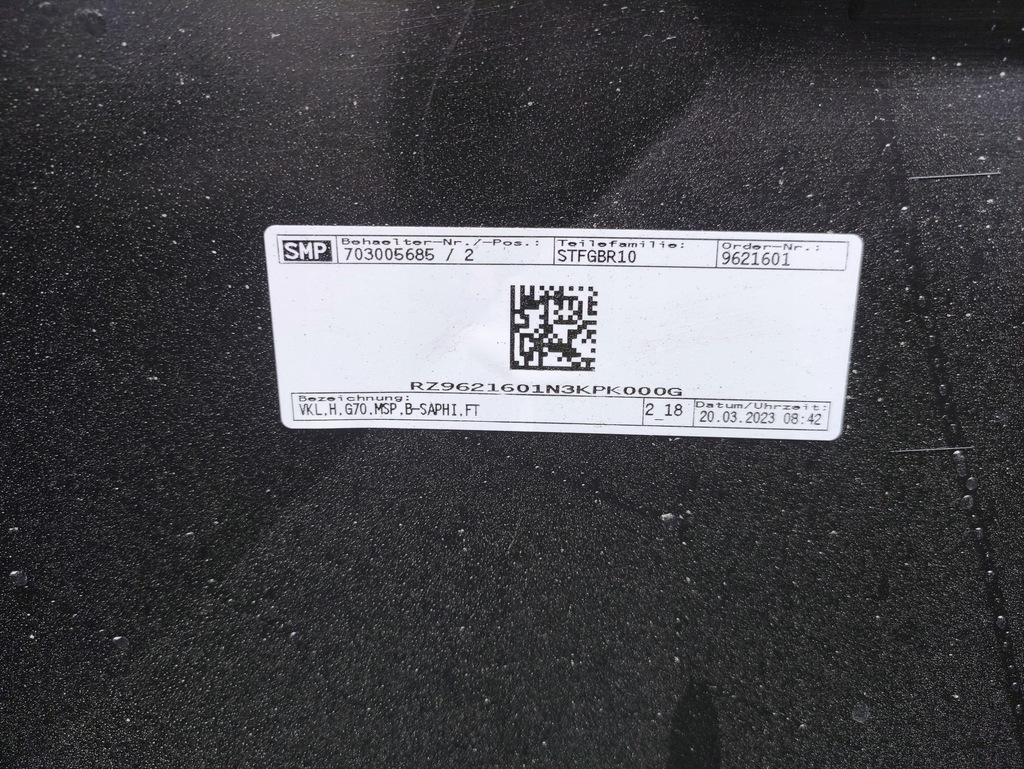 SMP
Behaelter-Nr./-Pos.: Teilefamilie: Order-Nr.:
703005685 / 2 STFGBR10 9621601
RZ9621601N3KPK000G
Bezeichnung: Datum/Uhrzeit:
VKL.H.G70.MSP.B-SAPHI.FT 2_18 20.03.2023 08:42